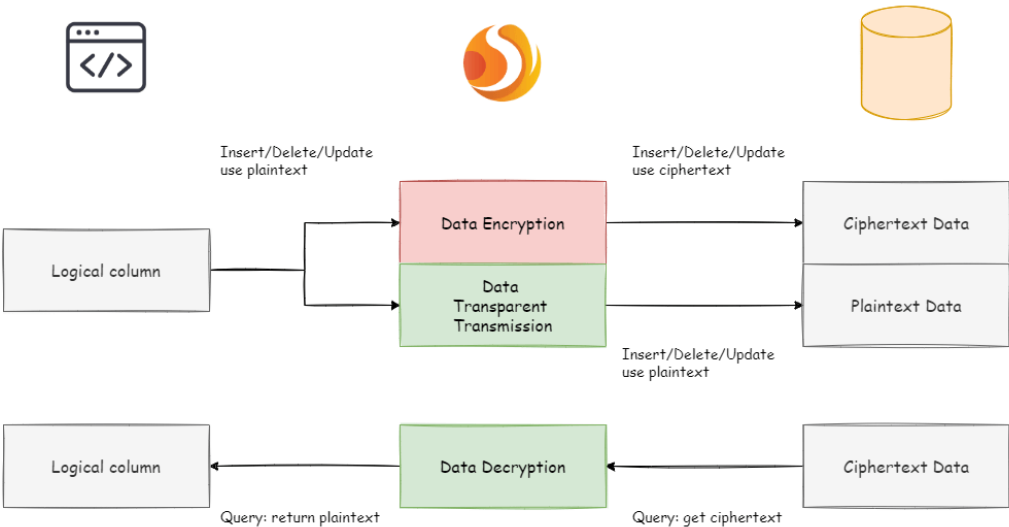 </>
Insert/Delete/Update
use plaintext
Insert/Delete/Update
use ciphertext
Logical column
Data Encryption
Ciphertext Data
Data
Transparent
Transmission
Plaintext Data
Insert/Delete/Update
use plaintext
Logical column
Data Decryption
Ciphertext Data
Query: return plaintext
Query: get ciphertext